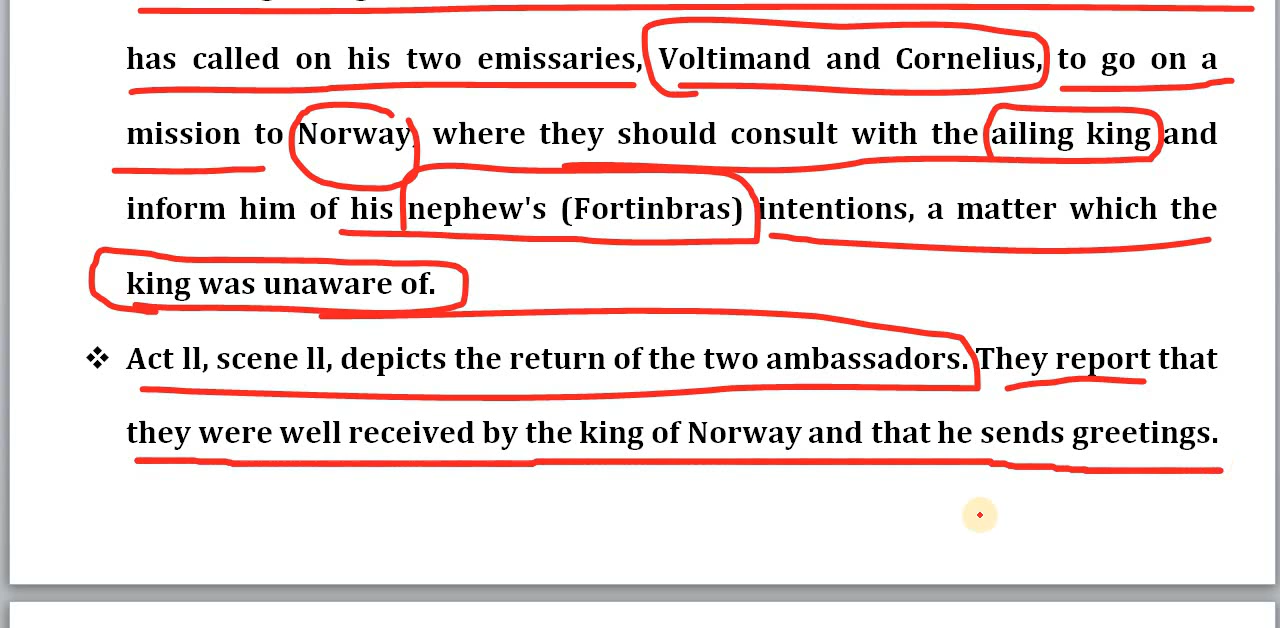 has called on his two emissaries, Voltimand and Cornelius, to go on a
mission to Norway, where they should consult with the ailing king and
inform him of his nephew's (Fortinbras) intentions, a matter which the
king was unaware of.
❖ Act ll, scene ll, depicts the return of the two ambassadors. They report that
they were well received by the king of Norway and that he sends greetings.